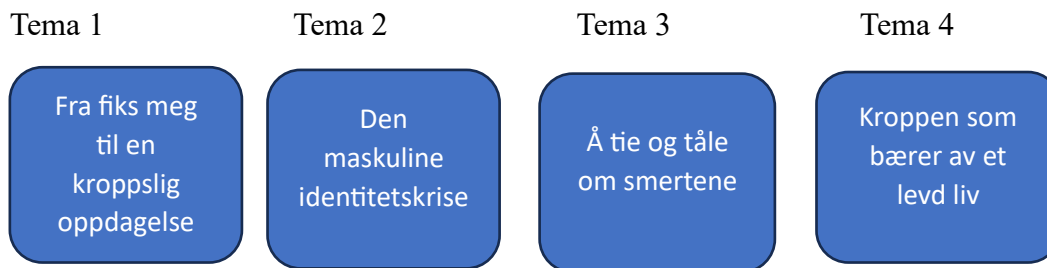 Tema 1
Tema 2
Tema 3
Tema 4
Fra fiks meg
til en
kroppslig
oppdagelse
Den
maskuline
identitetskrise
Å tie og tåle
om smertene
Kroppen som
bærer av et
levd liv